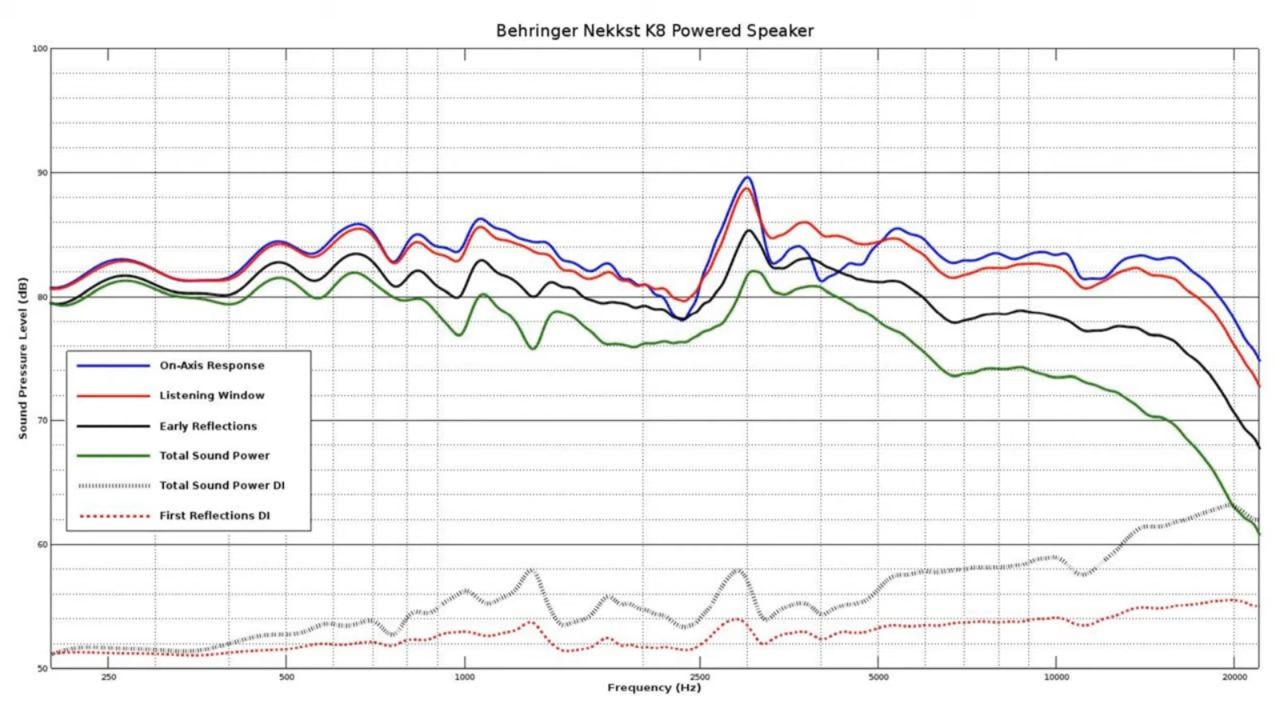 Behringer Nekkst K8 Powered Speaker
Sound Pressure Level (dB)
100
90
80
70
60
50
On-Axis Response
Listening Window
Early Reflections
Total Sound Power
Total Sound Power DI
First Reflections DI
250 500 1000 2500 5000 10000 20000
Frequency (Hz)